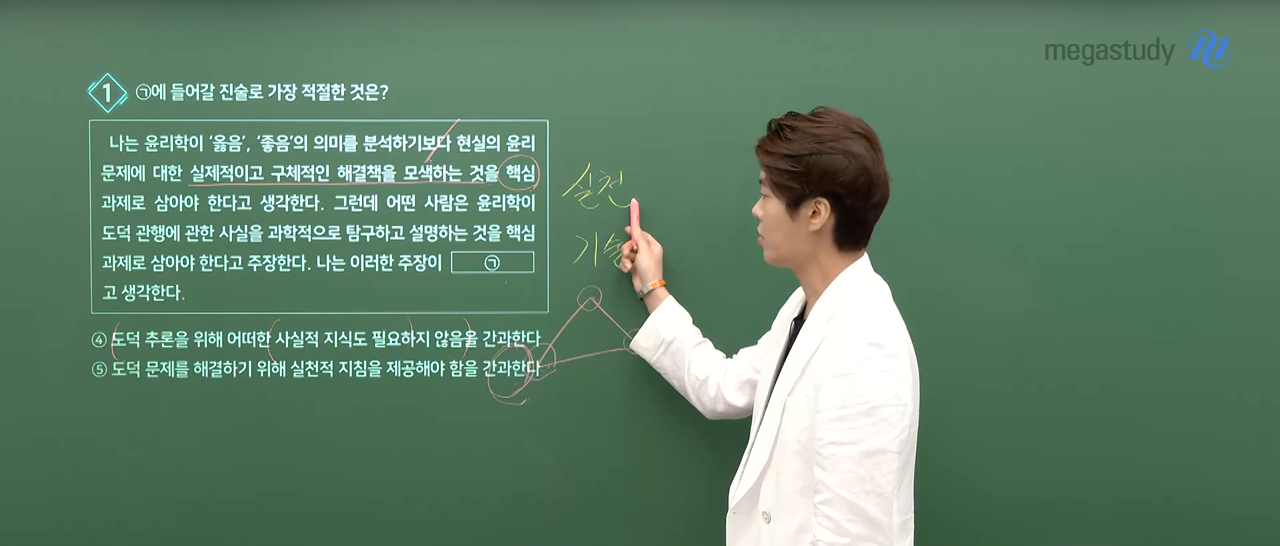 megastudy
1 ㉠에 들어갈 진술로 가장 적절한 것은?
나는 윤리학이 ‘옳음’, ‘좋음’의 의미를 분석하기보다 현실의 윤리
문제에 대한 실제적이고 구체적인 해결책을 모색하는 것을 핵심
과제로 삼아야 한다고 생각한다. 그런데 어떤 사람은 윤리학이
도덕 관행에 관한 사실을 과학적으로 탐구하고 설명하는 것을 핵심
과제로 삼아야 한다고 주장한다. 나는 이러한 주장이 ㉠
고 생각한다.
④ 도덕 추론을 위해 어떠한 사실적 지식도 필요하지 않음을 간과한다
⑤ 도덕 문제를 해결하기 위해 실천적 지침을 제공해야 함을 간과한다
실천
기술